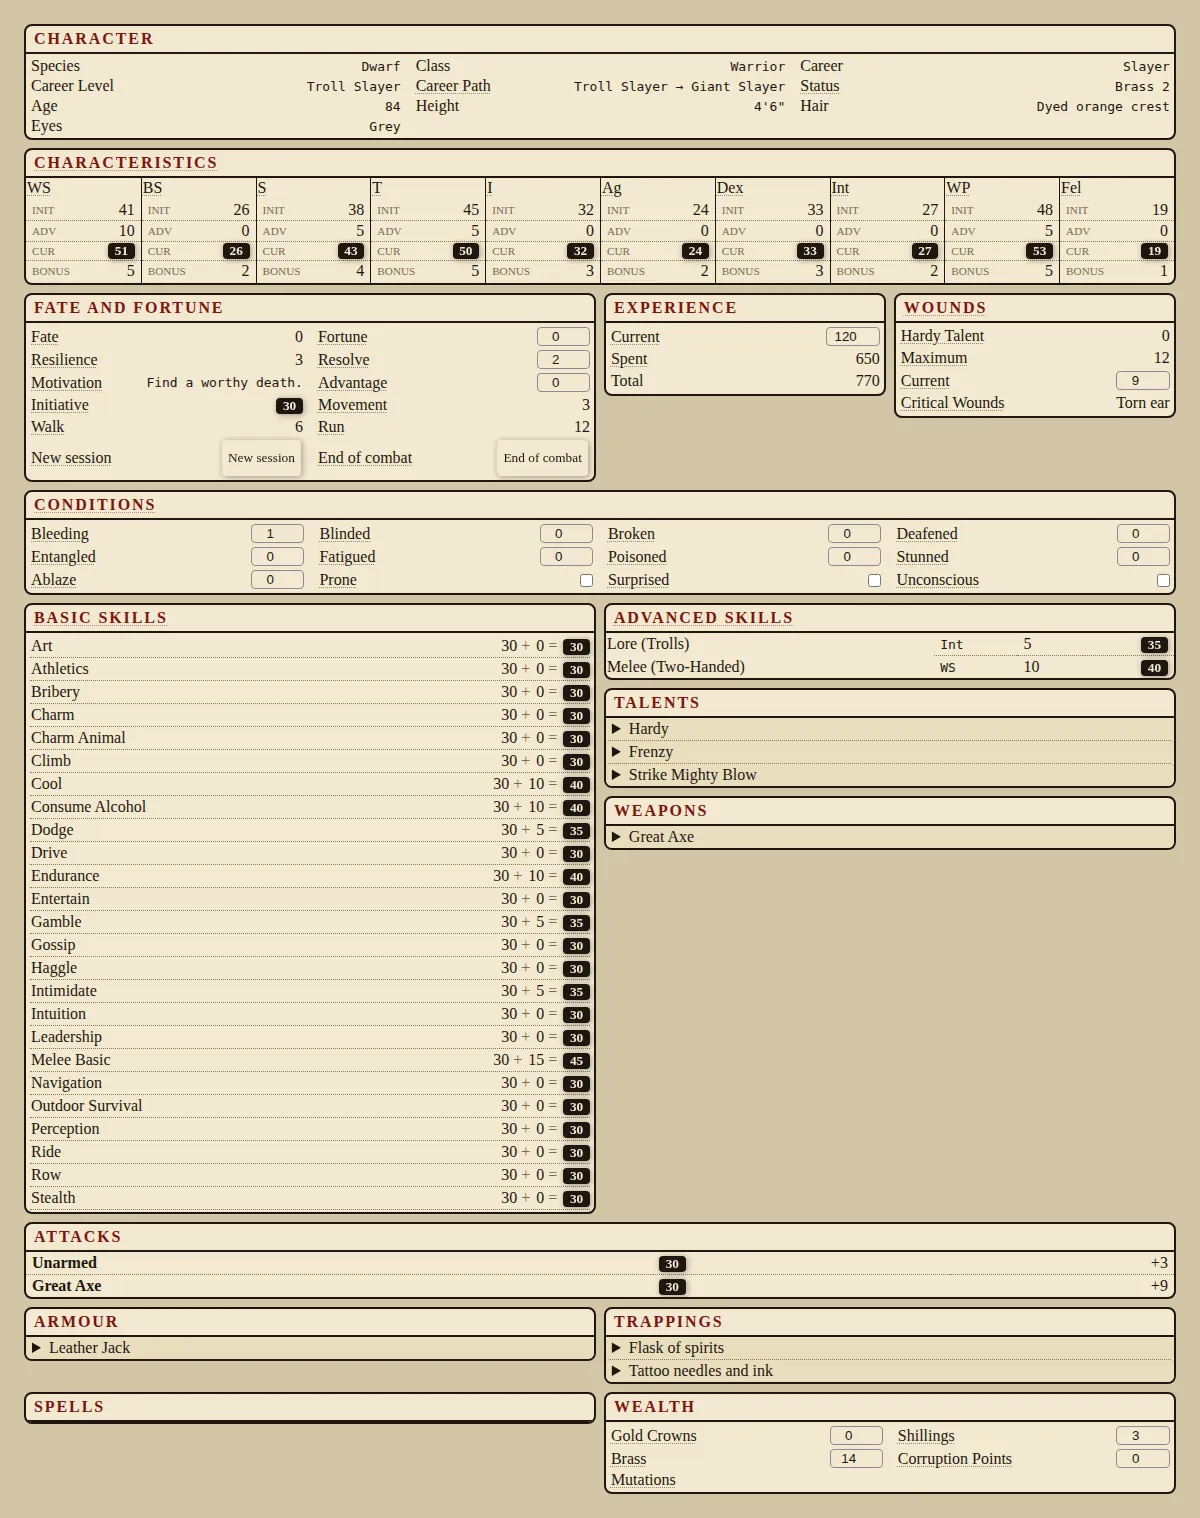 CHARACTER
Species Dwarf Class Warrior Career Slayer
Career Level Troll Slayer Career Path Troll Slayer → Giant Slayer Status Brass 2
Age 84 Height 4'6" Hair Dyed orange crest
Eyes Grey
CHARACTERISTICS
WS BS S T I Ag Dex Int WP Fel
INIT 41 INIT 26 INIT 38 INIT 45 INIT 32 INIT 24 INIT 33 INIT 27 INIT 48 INIT 19
ADV 10 ADV 0 ADV 5 ADV 5 ADV 0 ADV 0 ADV 0 ADV 0 ADV 5 ADV 0
CUR 51 CUR 26 CUR 43 CUR 50 CUR 32 CUR 24 CUR 33 CUR 27 CUR 53 CUR 19
BONUS 5 BONUS 2 BONUS 4 BONUS 5 BONUS 3 BONUS 2 BONUS 3 BONUS 2 BONUS 5 BONUS 1
FATE AND FORTUNE
Fate 0 Fortune 0
Resilience 3 Resolve 2
Motivation Find a worthy death. Advantage 0
Initiative 30 Movement 3
Walk 6 Run 12
New session New session End of combat End of combat
EXPERIENCE
Current 120
Spent 650
Total 770
WOUNDS
Hardy Talent 0
Maximum 12
Current 9
Critical Wounds Torn ear
CONDITIONS
Bleeding 1 Blinded 0 Broken 0 Deafened 0
Entangled 0 Fatigued 0 Poisoned 0 Stunned 0
Ablaze 0 Prone Surprised Unconscious
BASIC SKILLS
Art 30 + 0 = 30
Athletics 30 + 0 = 30
Bribery 30 + 0 = 30
Charm 30 + 0 = 30
Charm Animal 30 + 0 = 30
Climb 30 + 0 = 30
Cool 30 + 10 = 40
Consume Alcohol 30 + 10 = 40
Dodge 30 + 5 = 35
Drive 30 + 0 = 30
Endurance 30 + 10 = 40
Entertain 30 + 0 = 30
Gamble 30 + 5 = 35
Gossip 30 + 0 = 30
Haggle 30 + 0 = 30
Intimidate 30 + 5 = 35
Intuition 30 + 0 = 30
Leadership 30 + 0 = 30
Melee Basic 30 + 15 = 45
Navigation 30 + 0 = 30
Outdoor Survival 30 + 0 = 30
Perception 30 + 0 = 30
Ride 30 + 0 = 30
Row 30 + 0 = 30
Stealth 30 + 0 = 30
ADVANCED SKILLS
Lore (Trolls) Int 5 35
Melee (Two-Handed) WS 10 40
TALENTS
Hardy
Frenzy
Strike Mighty Blow
WEAPONS
Great Axe
ATTACKS
Unarmed 30 +3
Great Axe 30 +9
ARMOUR
Leather Jack
TRAPPINGS
Flask of spirits
Tattoo needles and ink
SPELLS
WEALTH
Gold Crowns 0 Shillings 3
Brass 14 Corruption Points 0
Mutations